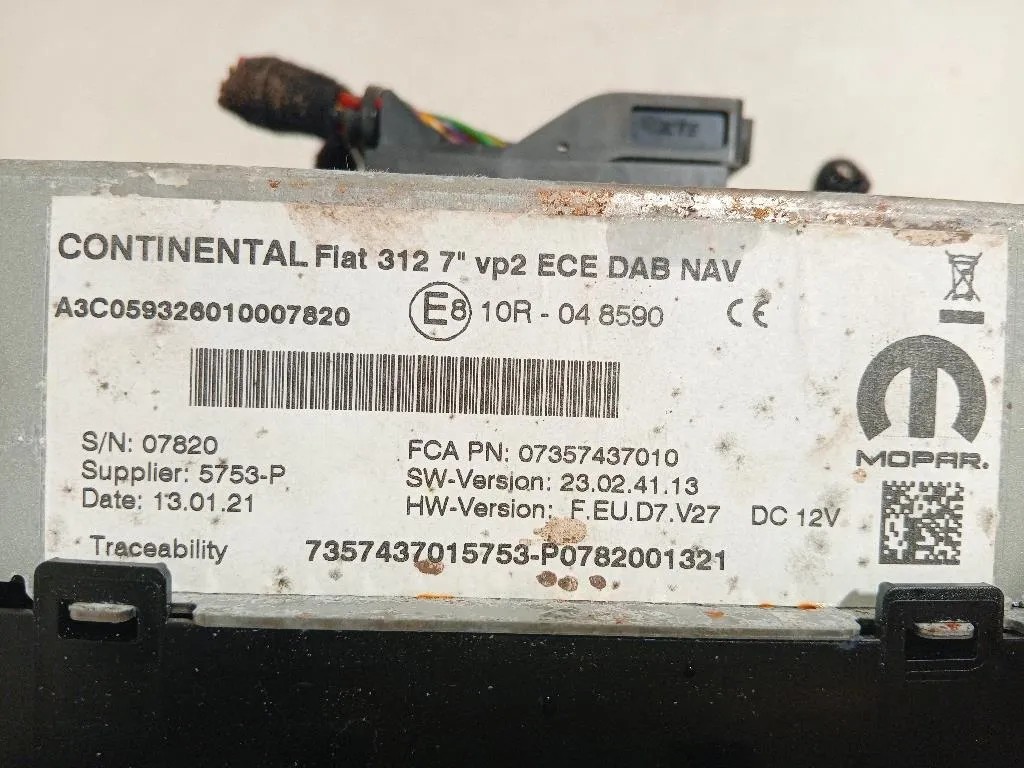 CONTINENTAL Fiat 312 7" vp2 ECE DAB NAV
A3C059326010007820
E8 10R - 04 8590
CE
S/N: 07820
Supplier: 5753-P
Date: 13.01.21
FCA PN: 07357437010
SW-Version: 23.02.41.13
HW-Version: F.EU.D7.V27
DC 12V
MOPAR.
Traceability 7357437015753-P0782001321